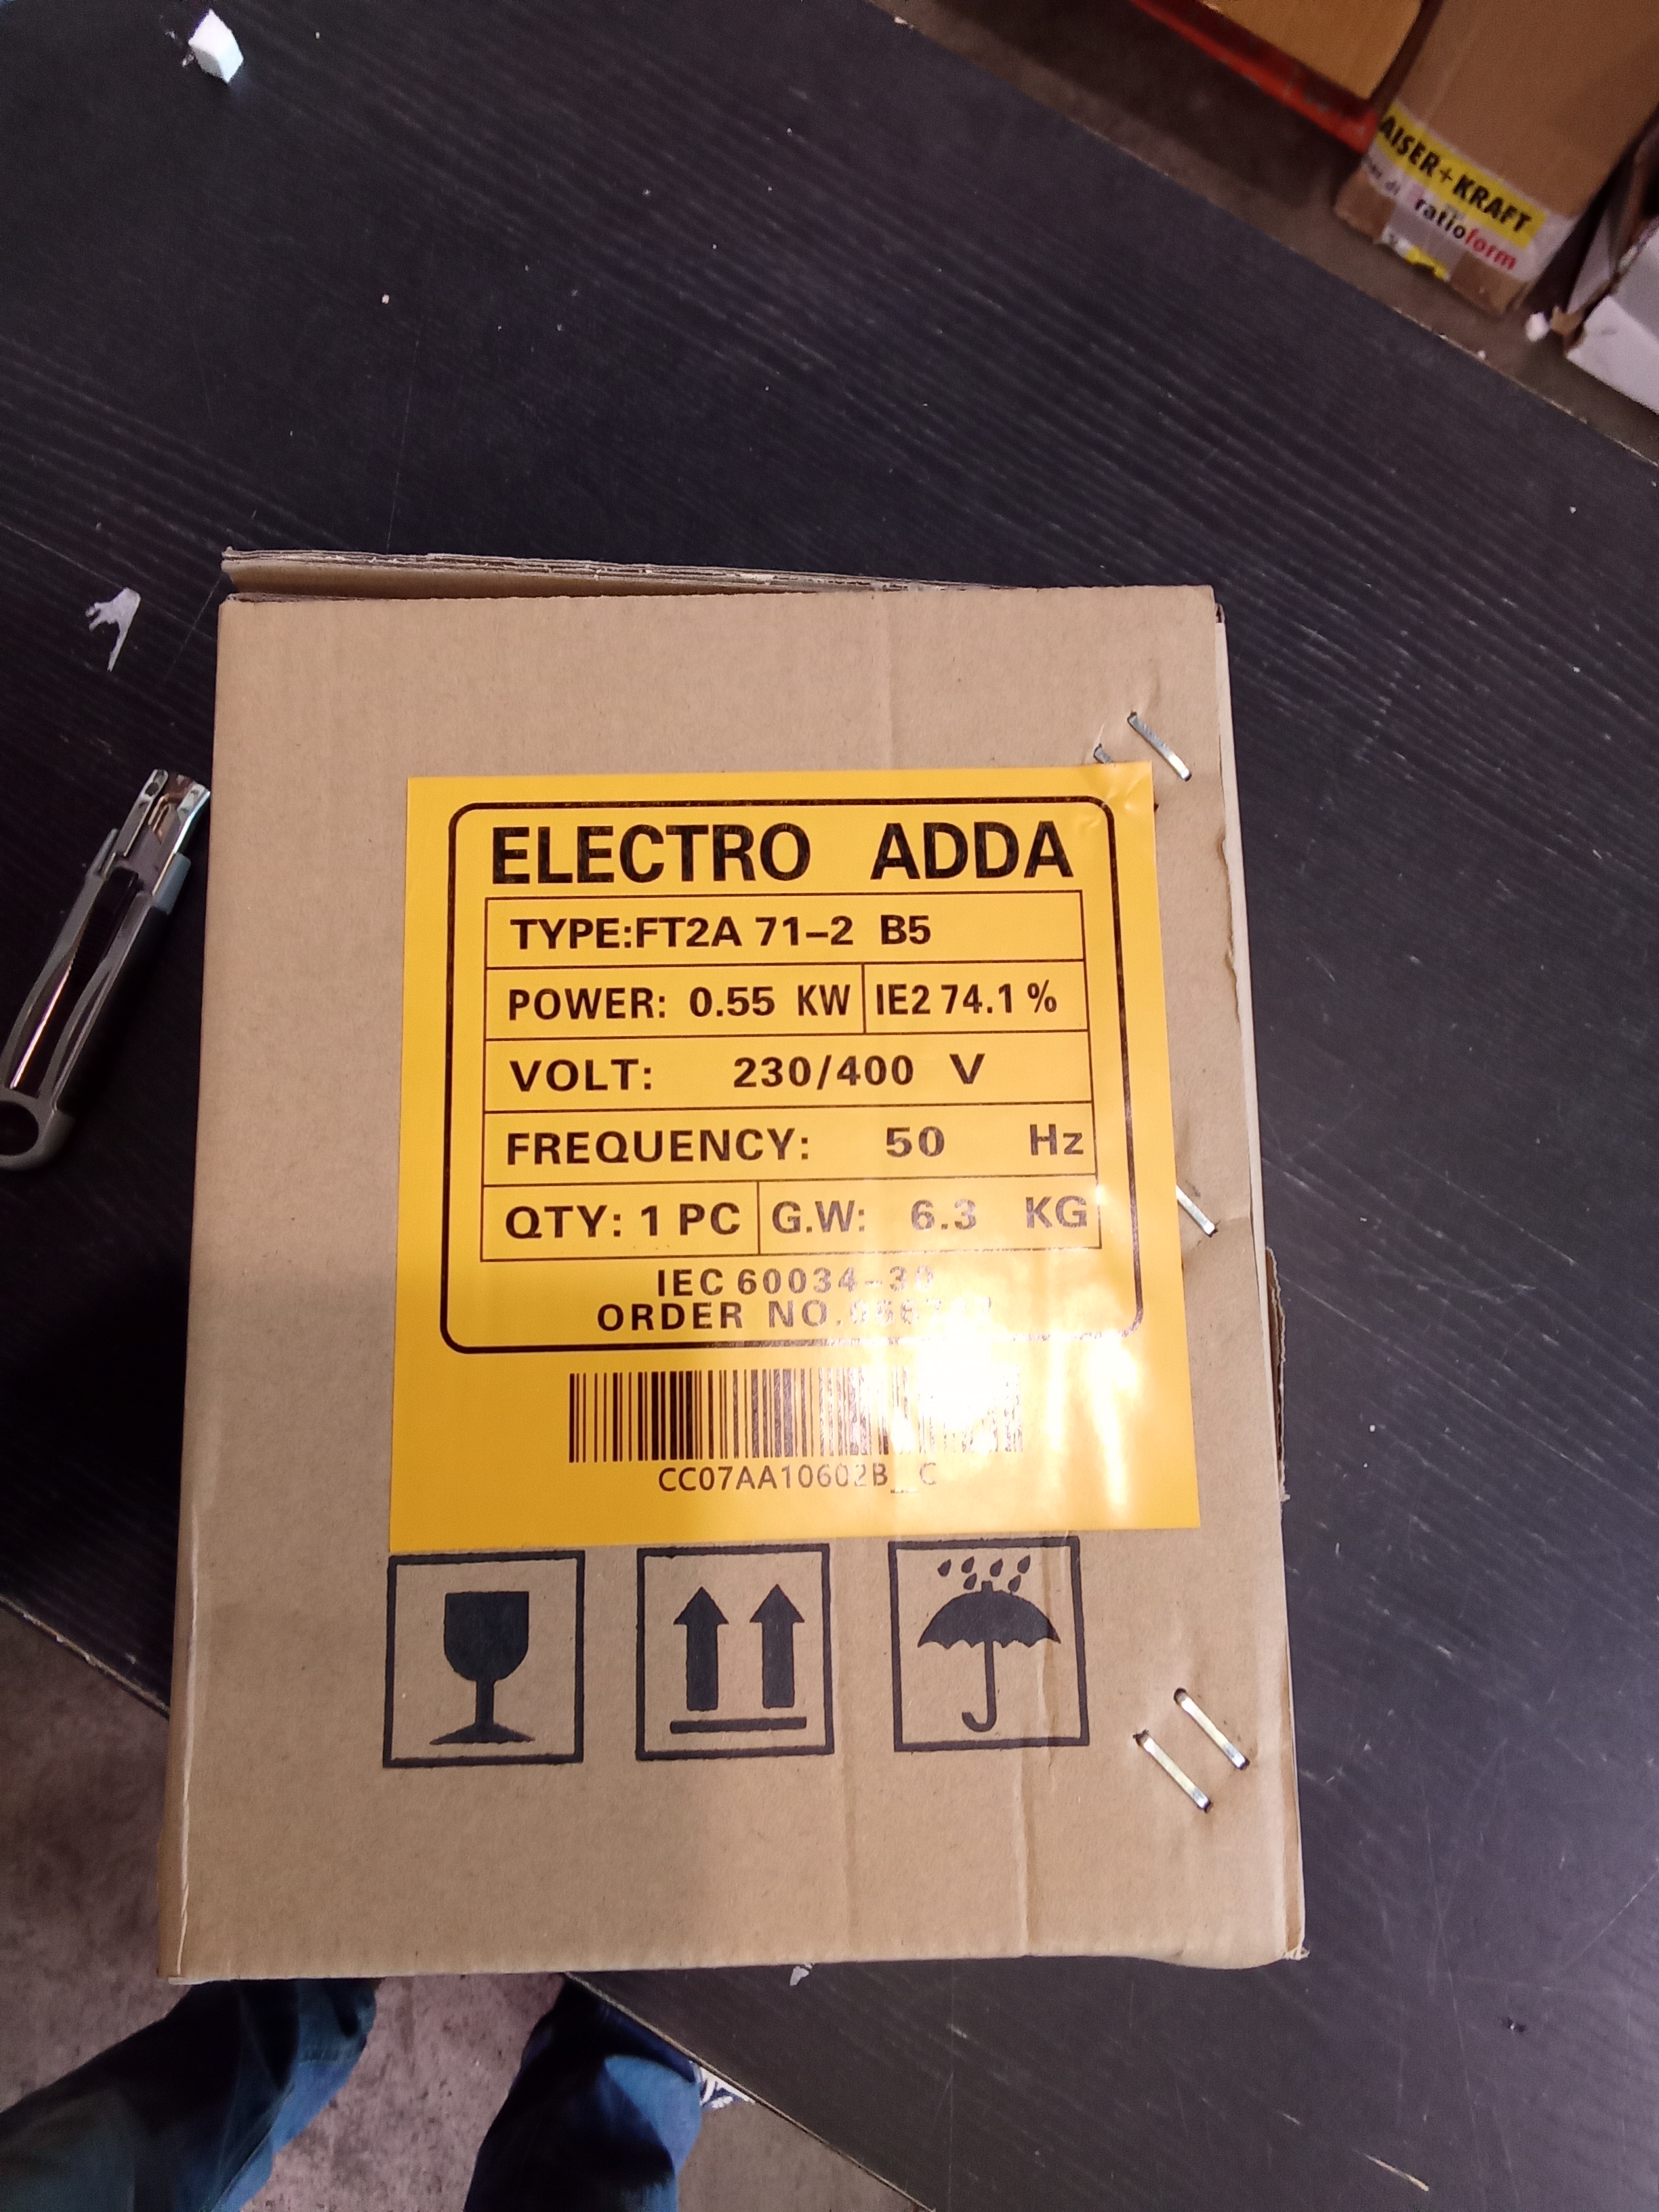 AISER+KRAFT
ratioform
ELECTRO ADDA
TYPE:FT2A 71-2 B5
POWER: 0.55 KW IE2 74.1 %
VOLT: 230/400 V
FREQUENCY: 50 Hz
QTY: 1 PC G.W: 6.3 KG
IEC 60034-30
ORDER NO.
CC07AA10602B__C